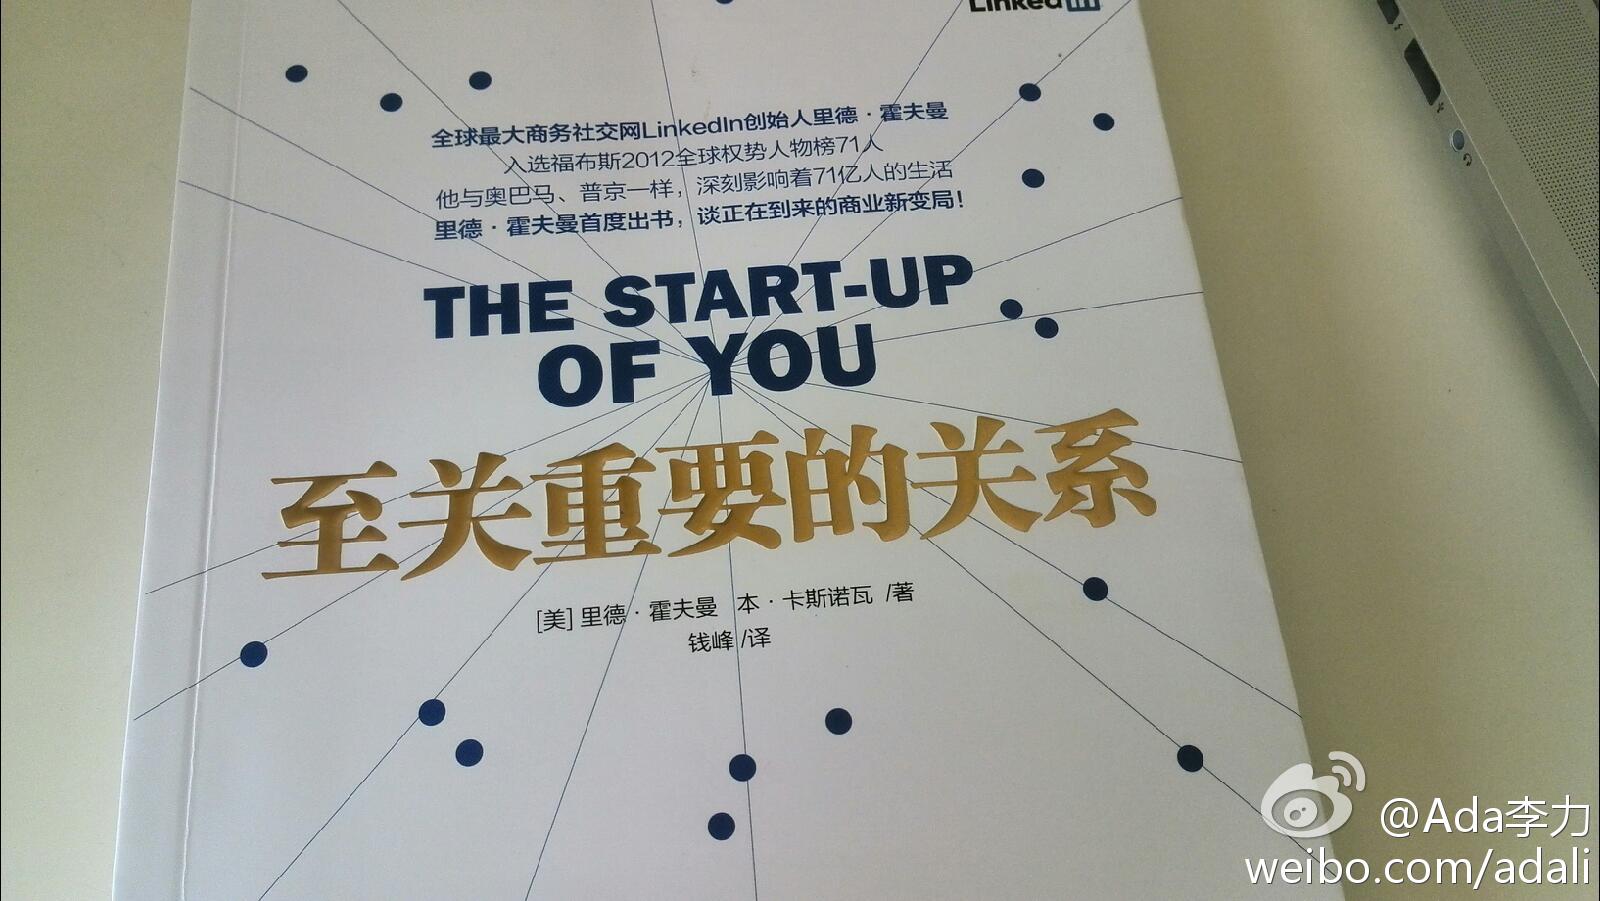 LinkedIn
全球最大商务社交网LinkedIn创始人里德·霍夫曼
入选福布斯2012全球权势人物榜71人
他与奥巴马、普京一样，深刻影响着71亿人的生活
里德·霍夫曼首度出书，谈正在到来的商业新变局！
THE START-UP
OF YOU
至关重要的关系
[美] 里德·霍夫曼 本·卡斯诺瓦 /著
钱峰 /译
@Ada李力
weibo.com/adali